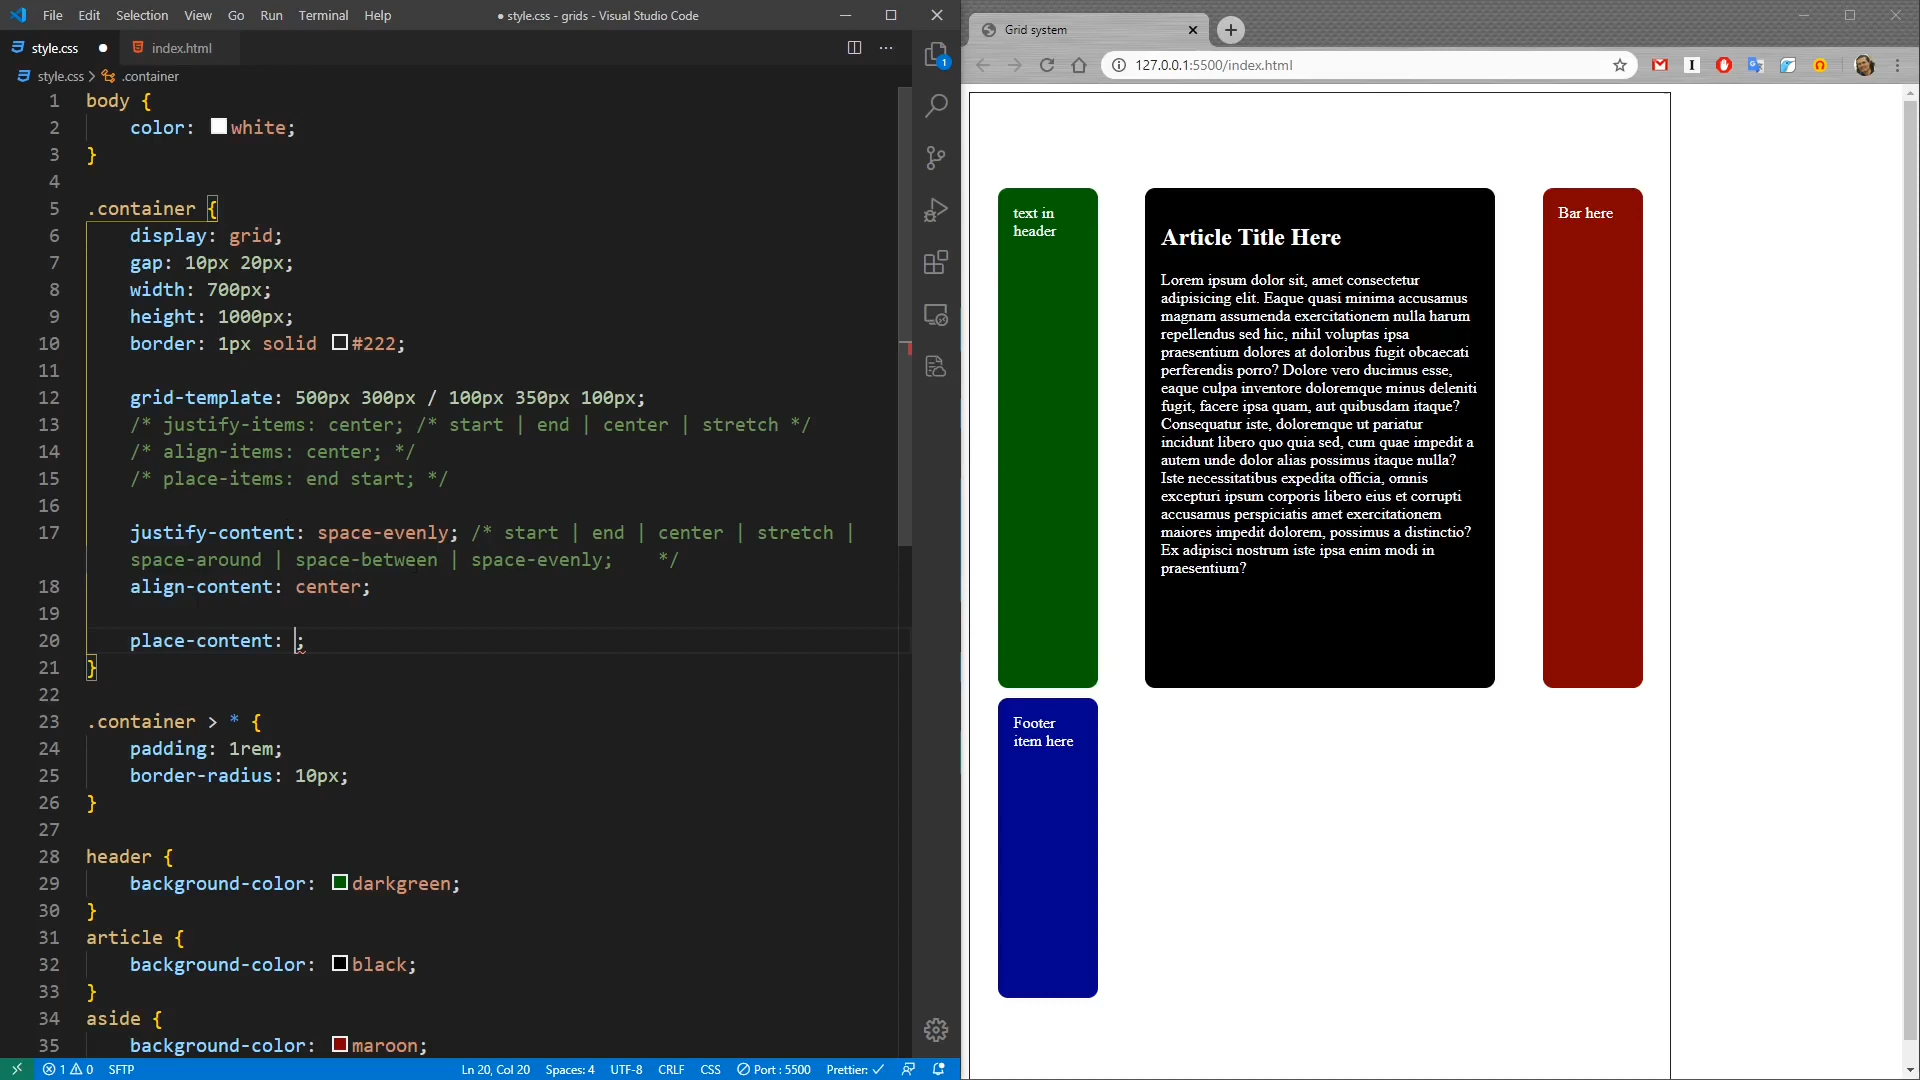 File Edit Selection View Go Run Terminal Help
● style.css - grids - Visual Studio Code
style.css ●
index.html
style.css > .container
1 body {
2 color: white;
3 }
4
5 .container {
6 display: grid;
7 gap: 10px 20px;
8 width: 700px;
9 height: 1000px;
10 border: 1px solid #222;
11
12 grid-template: 500px 300px / 100px 350px 100px;
13 /* justify-items: center; /* start | end | center | stretch */
14 /* align-items: center; */
15 /* place-items: end start; */
16
17 justify-content: space-evenly; /* start | end | center | stretch |
space-around | space-between | space-evenly; */
18 align-content: center;
19
20 place-content: ;
21 }
22
23 .container > * {
24 padding: 1rem;
25 border-radius: 10px;
26 }
27
28 header {
29 background-color: darkgreen;
30 }
31 article {
32 background-color: black;
33 }
34 aside {
35 background-color: maroon;
1
1 0 SFTP
Ln 20, Col 20 Spaces: 4 UTF-8 CRLF CSS Port : 5500 Prettier: ✓
Grid system
127.0.0.1:5500/index.html
text in
header
Article Title Here
Lorem ipsum dolor sit, amet consectetur
adipisicing elit. Eaque quasi minima accusamus
magnam assumenda exercitationem nulla harum
repellendus sed hic, nihil voluptas ipsa
praesentium dolores at doloribus fugit obcaecati
perferendis porro? Dolore vero ducimus esse,
eaque culpa inventore doloremque minus deleniti
fugit, facere ipsa quam, aut quibusdam itaque?
Consequatur iste, doloremque ut pariatur
incidunt libero quo quia sed, cum quae impedit a
autem unde dolor alias possimus itaque nulla?
Iste necessitatibus expedita officia, omnis
excepturi ipsum corporis libero eius et corrupti
accusamus perspiciatis amet exercitationem
maiores impedit dolorem, possimus a distinctio?
Ex adipisci nostrum iste ipsa enim modi in
praesentium?
Bar here
Footer
item here